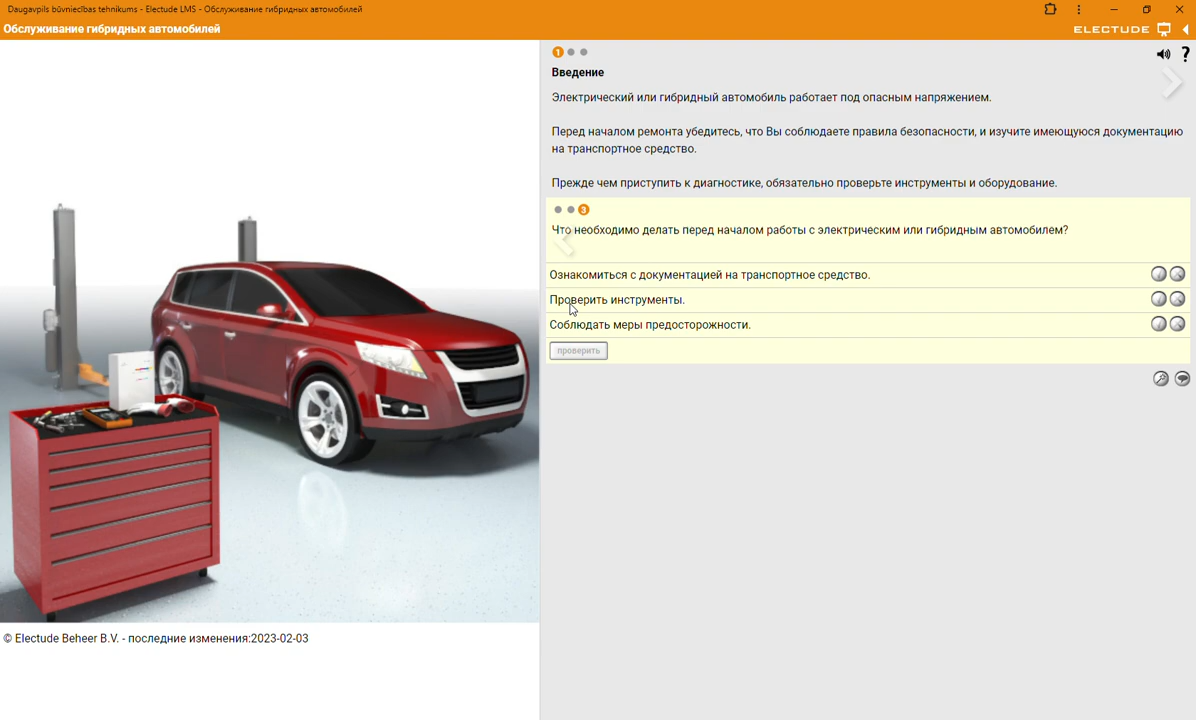 Daugavpils būvniecības tehnikums - Electude LMS - Обслуживание гибридных автомобилей
Обслуживание гибридных автомобилей
ELECTUDE
1
?
Введение
Электрический или гибридный автомобиль работает под опасным напряжением.
Перед началом ремонта убедитесь, что Вы соблюдаете правила безопасности, и изучите имеющуюся документацию
на транспортное средство.
Прежде чем приступить к диагностике, обязательно проверьте инструменты и оборудование.
3
Что необходимо делать перед началом работы с электрическим или гибридным автомобилем?
Ознакомиться с документацией на транспортное средство.
Проверить инструменты.
Соблюдать меры предосторожности.
проверить
© Electude Beheer B.V. - последние изменения:2023-02-03